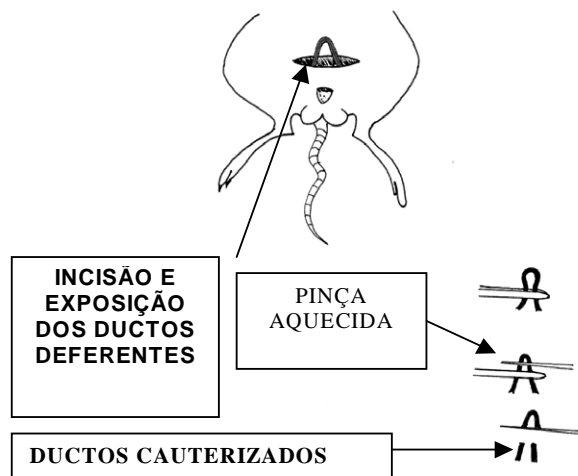 INCISÃO E
EXPOSIÇÃO
DOS DUCTOS
DEFERENTES
PINÇA
AQUECIDA
DUCTOS CAUTERIZADOS